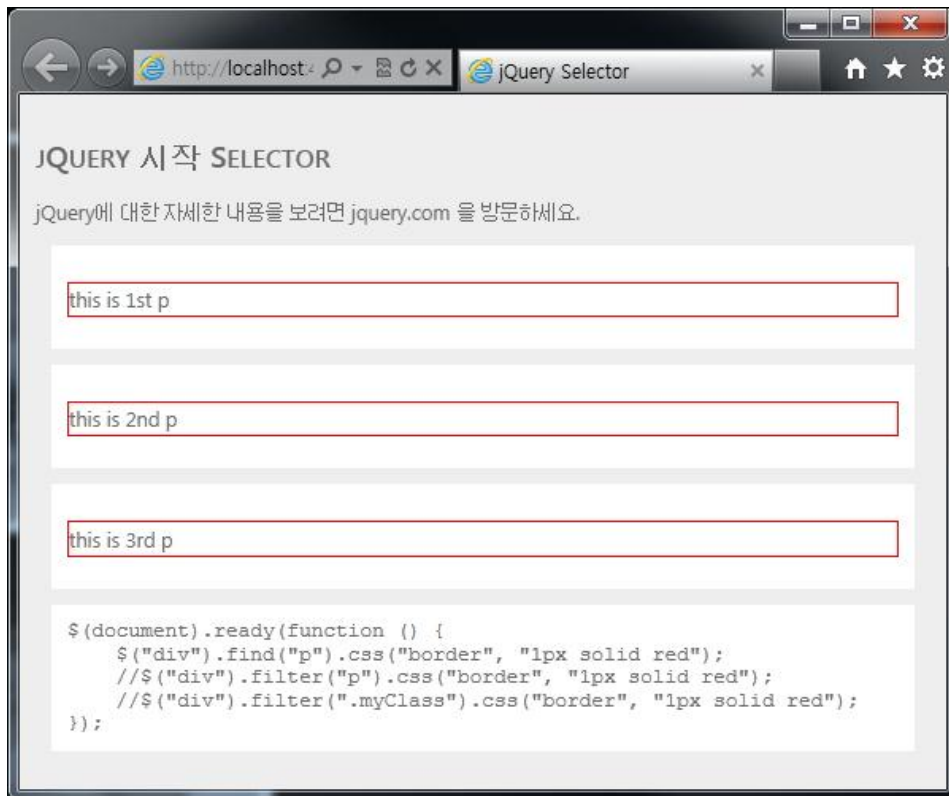 http://localhost:4
jQuery Selector
JQUERY 시작 SELECTOR
jQuery에 대한 자세한 내용을 보려면 jquery.com 을 방문하세요.
this is 1st p
this is 2nd p
this is 3rd p
$(document).ready(function () {
    $("div").find("p").css("border", "1px solid red");
    //$("div").filter("p").css("border", "1px solid red");
    //$("div").filter(".myClass").css("border", "1px solid red");
});